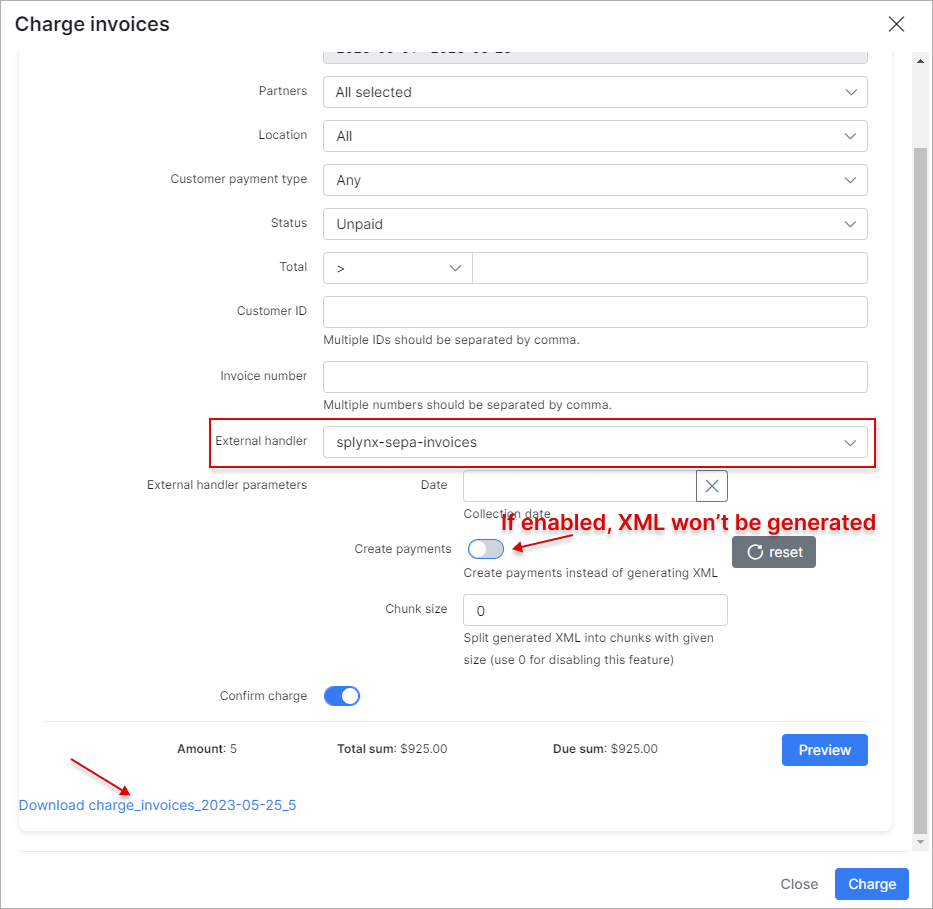 Charge invoices
Partners All selected
Location All
Customer payment type Any
Status Unpaid
Total >
Customer ID
Multiple IDs should be separated by comma.
Invoice number
Multiple numbers should be separated by comma.
External handler splynx-sepa-invoices
External handler parameters Date
Collection date
If enabled, XML won’t be generated
Create payments
reset
Create payments instead of generating XML
Chunk size 0
Split generated XML into chunks with given
size (use 0 for disabling this feature)
Confirm charge
Amount: 5 Total sum: $925.00 Due sum: $925.00 Preview
Download charge_invoices_2023-05-25_5
Close Charge